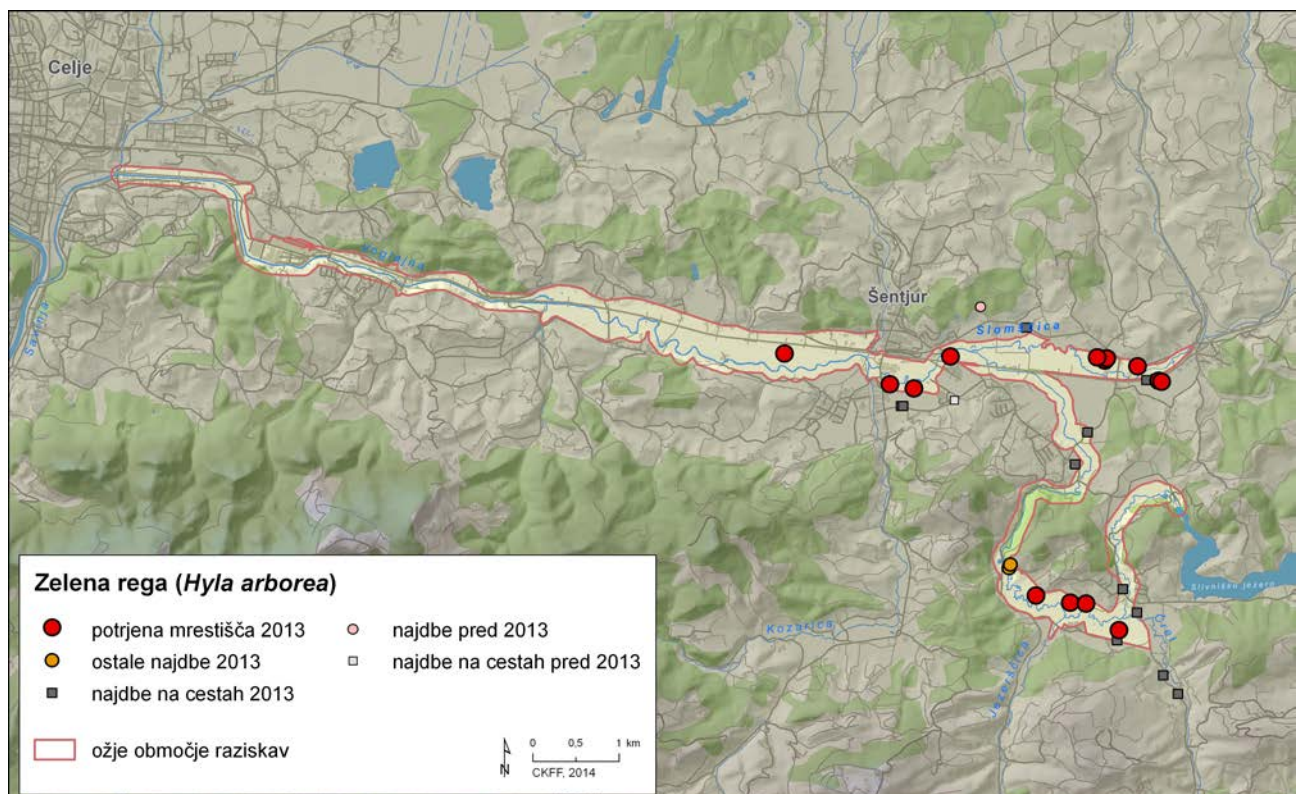 Celje
Voglajna
Savinja
Šentjur
Slomščica
Kozarica
Jezerščica
Slivniško jezero
Zelena rega (Hyla arborea)
potrjena mrestišča 2013
ostale najdbe 2013
najdbe na cestah 2013
najdbe pred 2013
najdbe na cestah pred 2013
ožje območje raziskav
N
0 0,5 1 km
CKFF, 2014